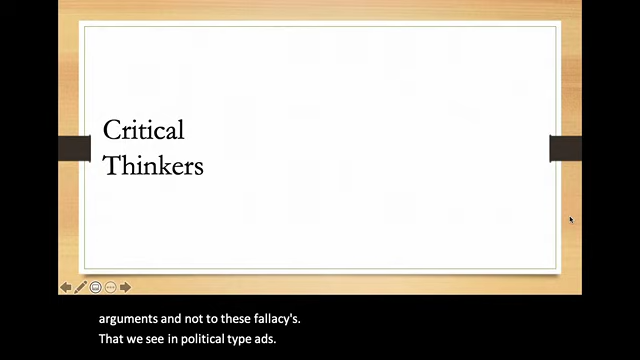 Critical
Thinkers
arguments and not to these fallacy's.
That we see in political type ads.